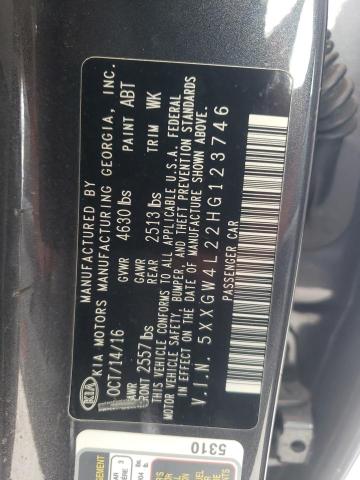 MANUFACTURED BY
KIA MOTORS MANUFACTURING GEORGIA, INC.
KIA
OCT/14/16 GVWR 4630 lbs PAINT ABT
GAWR FRONT 2557 lbs GAWR REAR 2513 lbs TRIM WK
THIS VEHICLE CONFORMS TO ALL APPLICABLE U.S.A. FEDERAL
MOTOR VEHICLE SAFETY, BUMPER, AND THEFT PREVENTION STANDARDS
IN EFFECT ON THE DATE OF MANUFACTURE SHOWN ABOVE.
V.I.N. 5XXGW4L22HG123746
PASSENGER CAR
5310